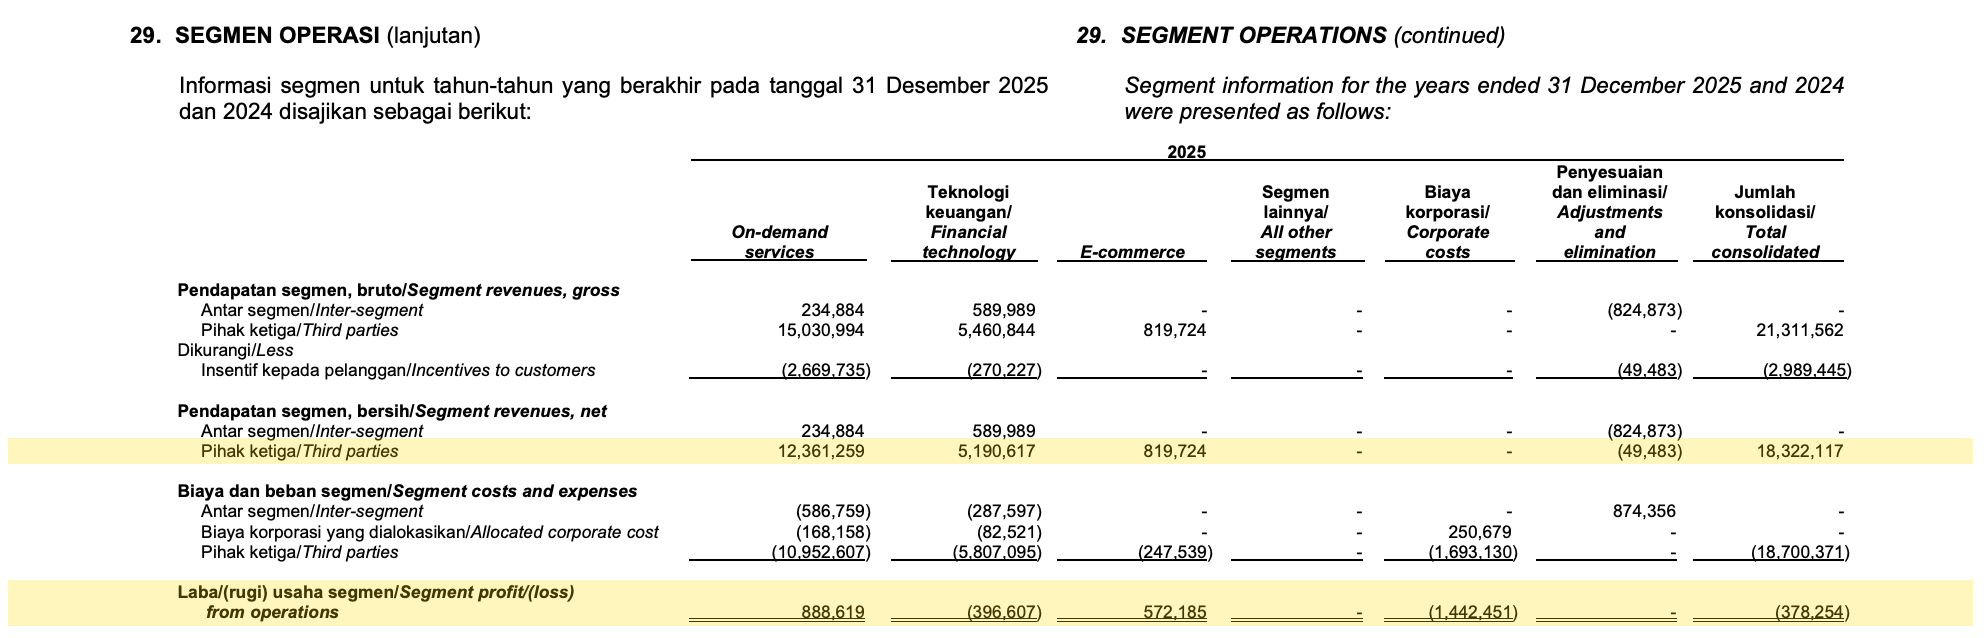 29. SEGMEN OPERASI (lanjutan)
Informasi segmen untuk tahun-tahun yang berakhir pada tanggal 31 Desember 2025
dan 2024 disajikan sebagai berikut:
29. SEGMENT OPERATIONS (continued)
Segment information for the years ended 31 December 2025 and 2024
were presented as follows:
2025
On-demand
services
Teknologi
keuangan/
Financial
technology
E-commerce
Segmen
lainnya/
All other
segments
Biaya
korporasi/
Corporate
costs
Penyesuaian
dan eliminasi/
Adjustments
and
elimination
Jumlah
konsolidasi/
Total
consolidated
Pendapatan segmen, bruto/Segment revenues, gross
Antar segmen/Inter-segment 234,884 589,989 - - - (824,873) -
Pihak ketiga/Third parties 15,030,994 5,460,844 819,724 - - - 21,311,562
Dikurangi/Less
Insentif kepada pelanggan/Incentives to customers (2,669,735) (270,227) - - - (49,483) (2,989,445)
Pendapatan segmen, bersih/Segment revenues, net
Antar segmen/Inter-segment 234,884 589,989 - - - (824,873) -
Pihak ketiga/Third parties 12,361,259 5,190,617 819,724 - - (49,483) 18,322,117
Biaya dan beban segmen/Segment costs and expenses
Antar segmen/Inter-segment (586,759) (287,597) - - - 874,356 -
Biaya korporasi yang dialokasikan/Allocated corporate cost (168,158) (82,521) - - 250,679 - -
Pihak ketiga/Third parties (10,952,607) (5,807,095) (247,539) - (1,693,130) - (18,700,371)
Laba/(rugi) usaha segmen/Segment profit/(loss)
from operations 888,619 (396,607) 572,185 - (1,442,451) - (378,254)